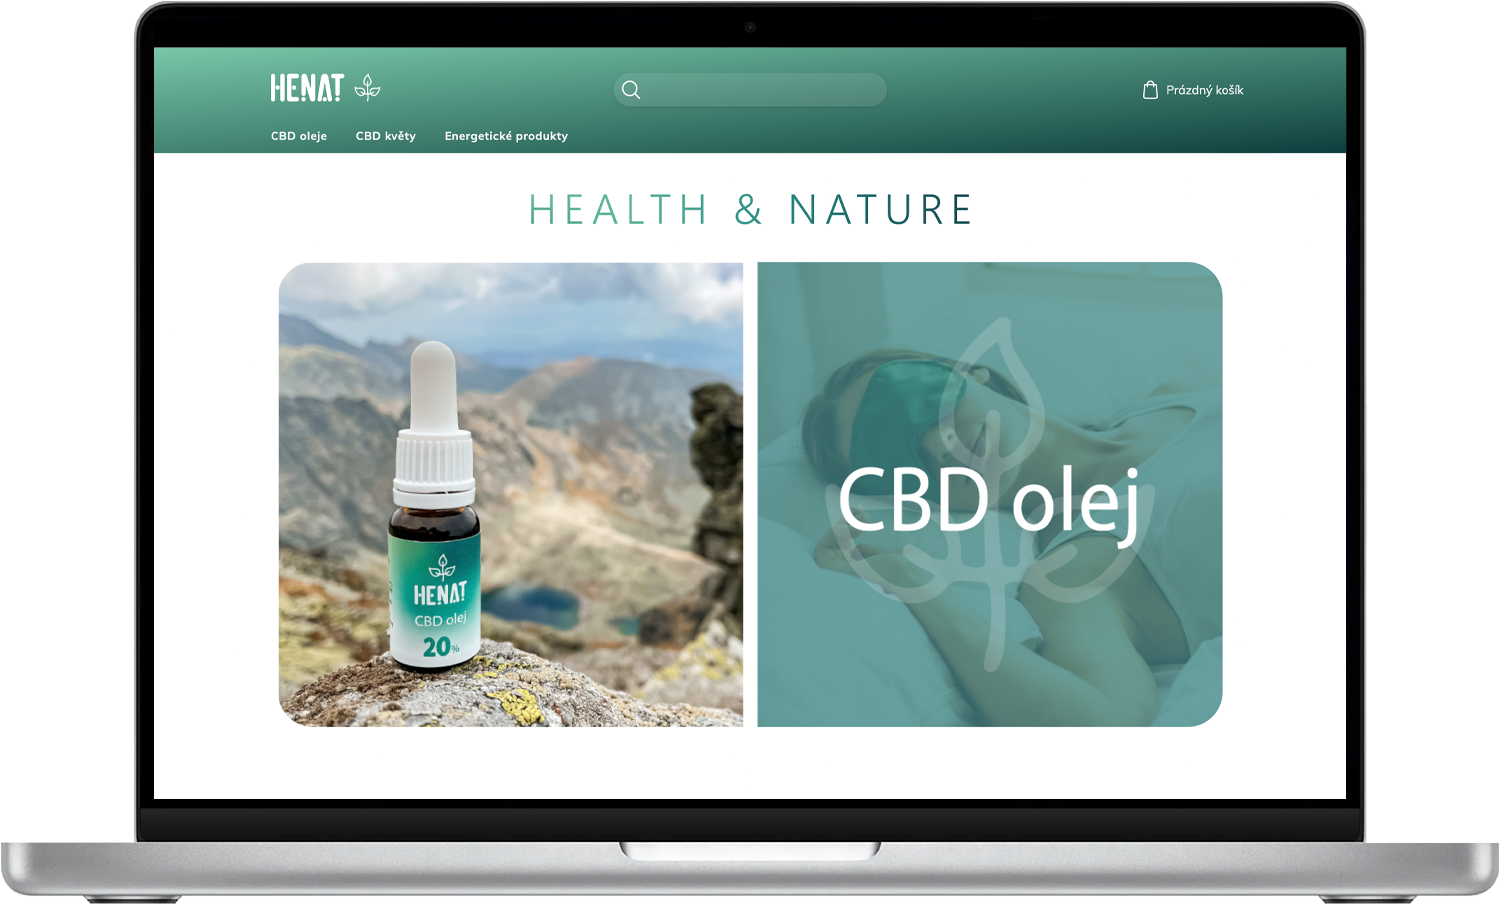 HENAT
Prázdný košík
CBD oleje CBD květy Energetické produkty
HEALTH & NATURE
HENAT
CBD olej
20%
CBD olej